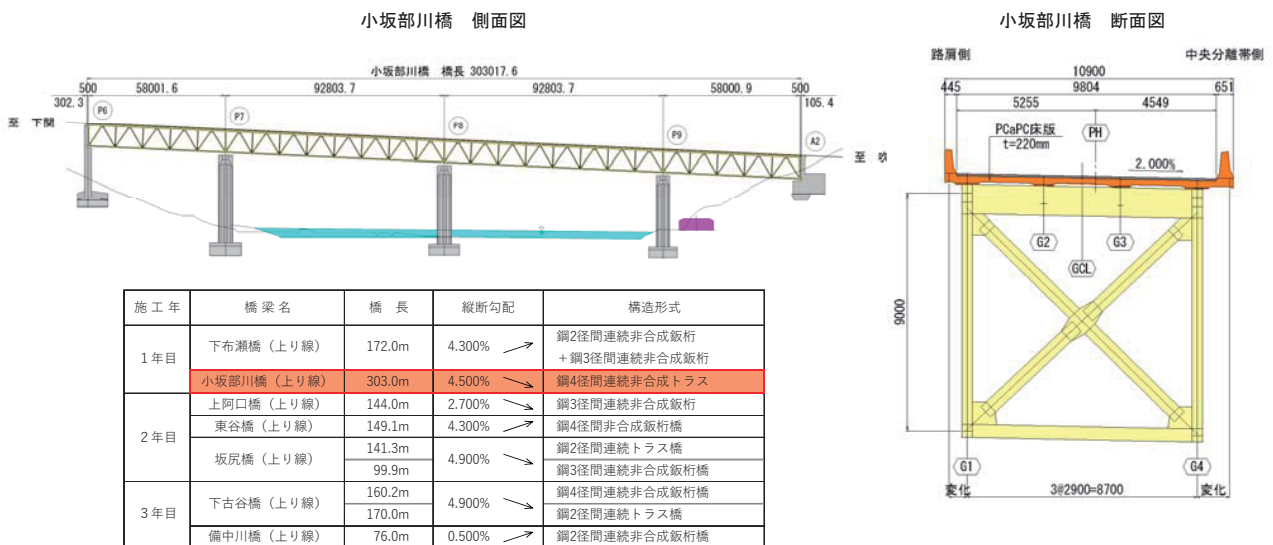 小坂部川橋 側面図
小坂部川橋 橋長 303017.6
500 58001.6 92803.7 92803.7 58000.9 500
302.3 105.4
P6 P7 P8 P9 A2
至 下関
至 吹
小坂部川橋 断面図
路肩側 中央分離帯側
10900
445 9804 651
5255 4549
PCaPC床版
t=220mm
PH
2.000%
G2 G3
GCL
9000
G1 G4
変化 3@2900=8700 変化
施工年 橋梁名 橋 長 縦断勾配 構造形式
1年目 下布瀬橋（上り線） 172.0m 4.300% 鋼2径間連続非合成鈑桁
＋鋼3径間連続非合成鈑桁
小坂部川橋（上り線） 303.0m 4.500% 鋼4径間連続非合成トラス
2年目 上阿口橋（上り線） 144.0m 2.700% 鋼3径間連続非合成鈑桁
東谷橋（上り線） 149.1m 4.300% 鋼4径間非合成鈑桁橋
坂尻橋（上り線） 141.3m 4.900% 鋼2径間連続トラス橋
99.9m 鋼3径間連続非合成鈑桁橋
3年目 下古谷橋（上り線） 160.2m 4.900% 鋼4径間連続非合成鈑桁橋
170.0m 鋼2径間連続トラス橋
備中川橋（上り線） 76.0m 0.500% 鋼2径間連続非合成鈑桁橋